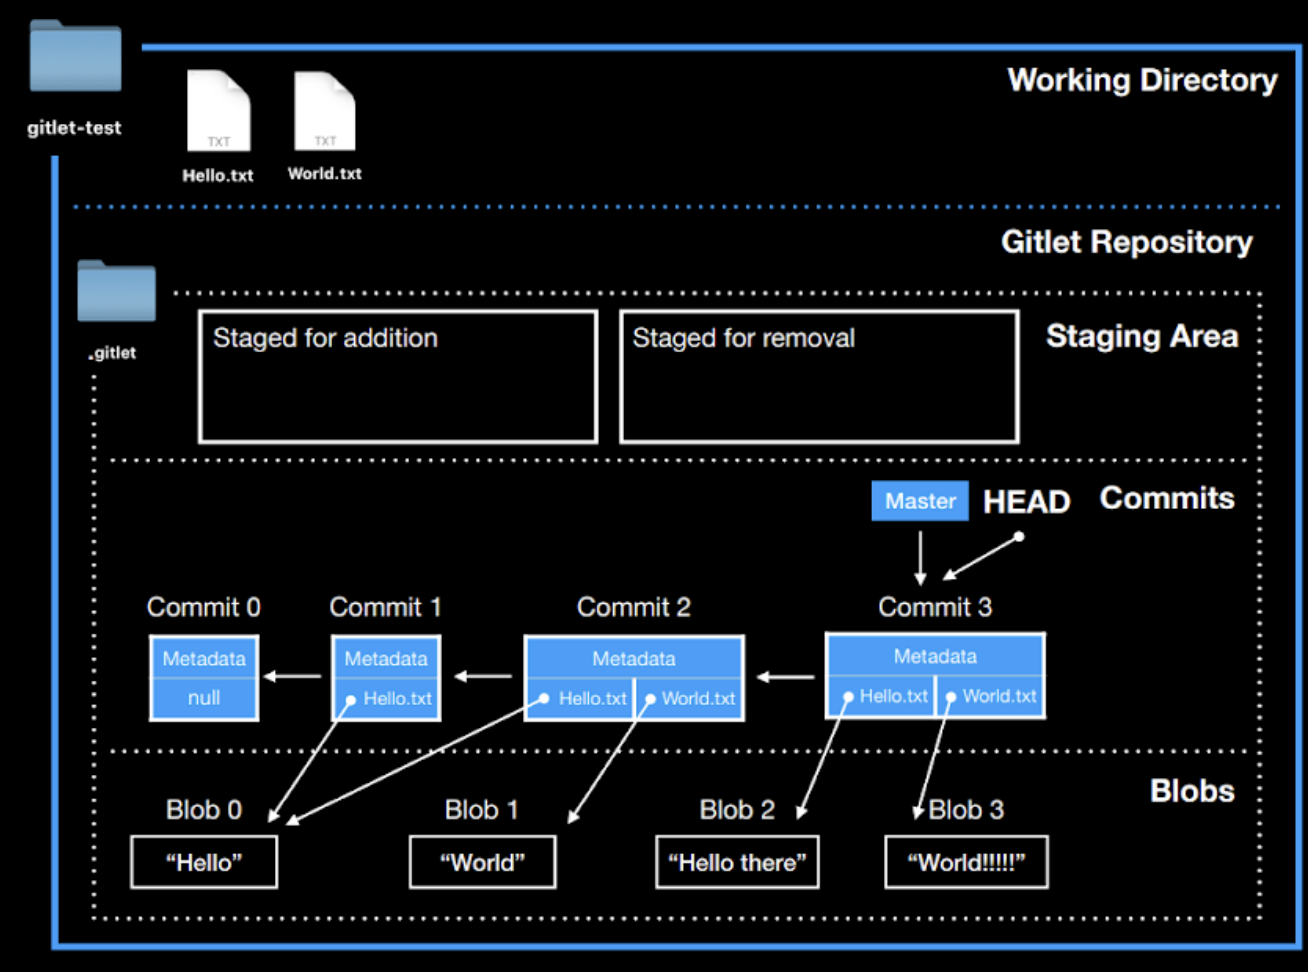 Working Directory
gitlet-test
TXT
TXT
Hello.txt
World.txt
Gitlet Repository
.gitlet
Staged for addition
Staged for removal
Staging Area
Master
HEAD
Commits
Commit 0
Commit 1
Commit 2
Commit 3
Metadata
null
Metadata
Hello.txt
Metadata
Hello.txt
World.txt
Metadata
Hello.txt
World.txt
Blobs
Blob 0
Blob 1
Blob 2
Blob 3
“Hello”
“World”
“Hello there”
“World!!!!!”